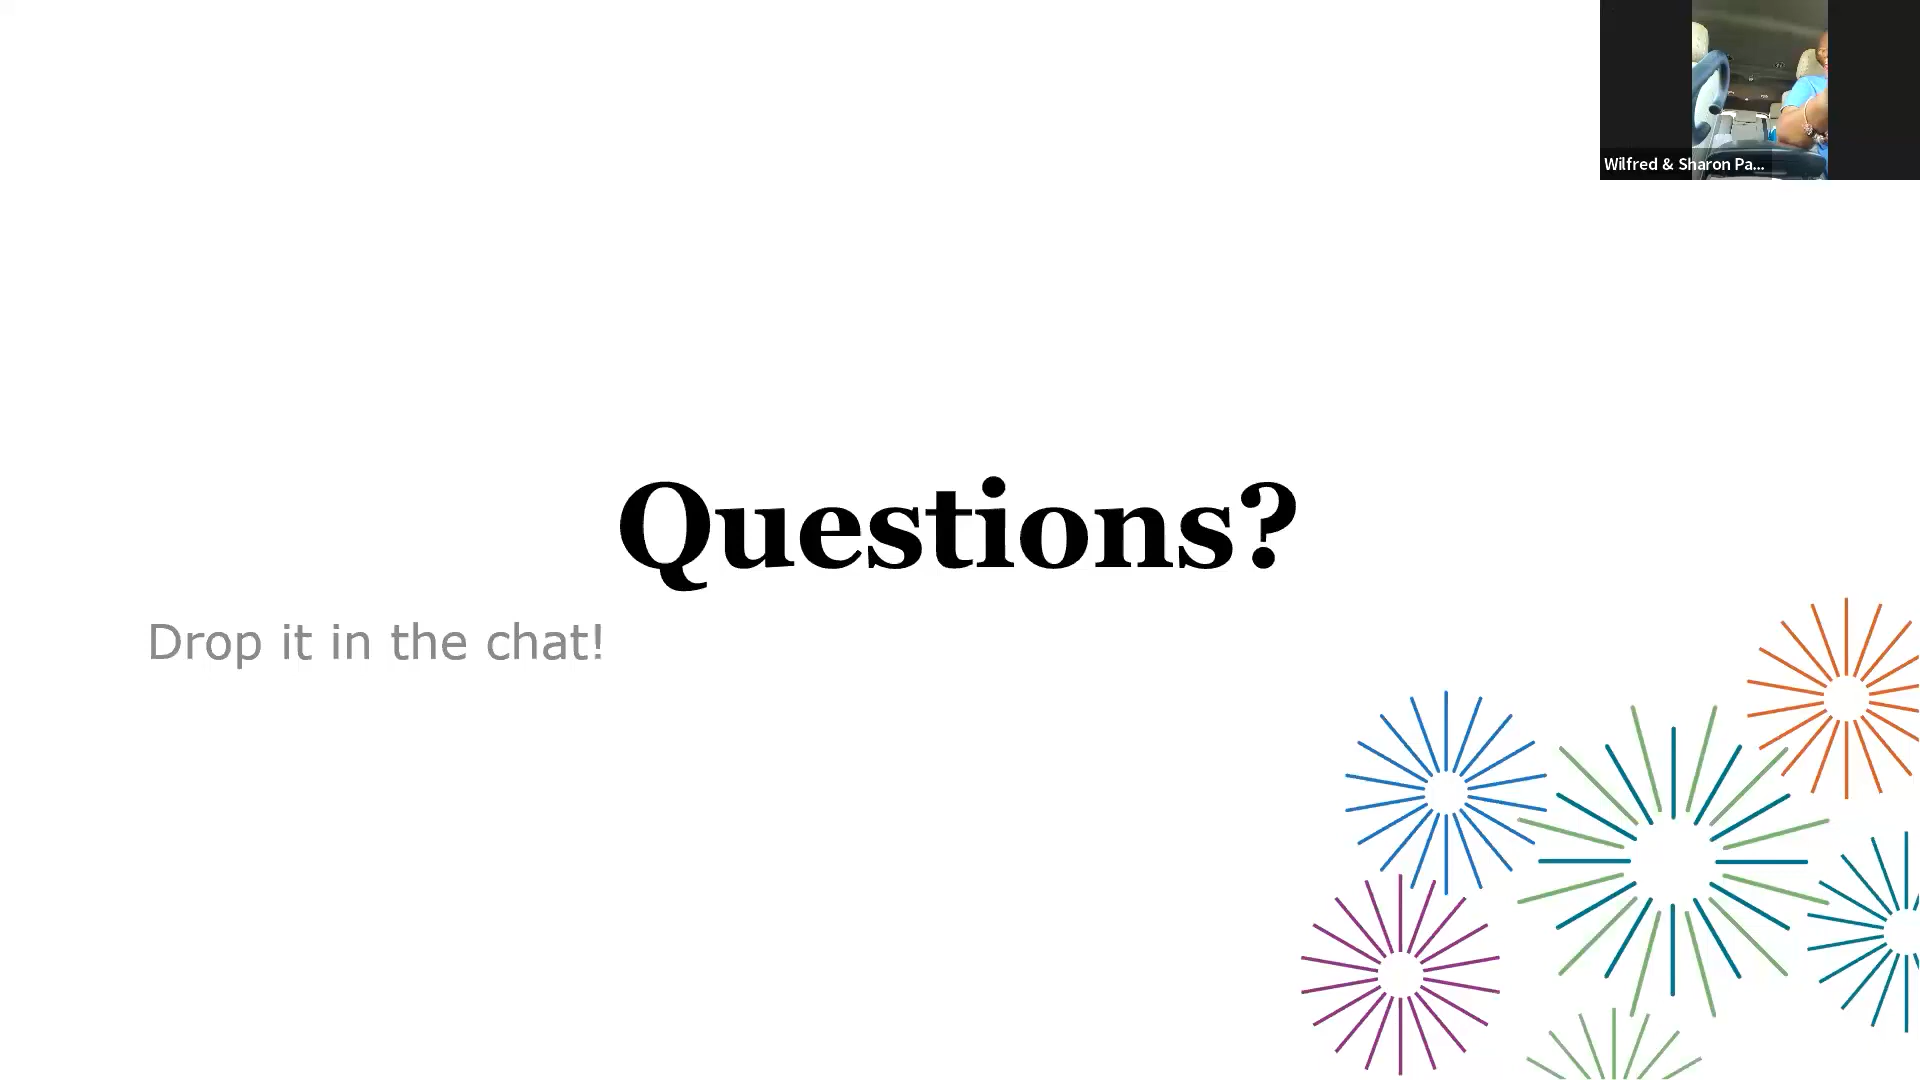 Wilfred & Sharon Pa...
Questions?
Drop it in the chat!